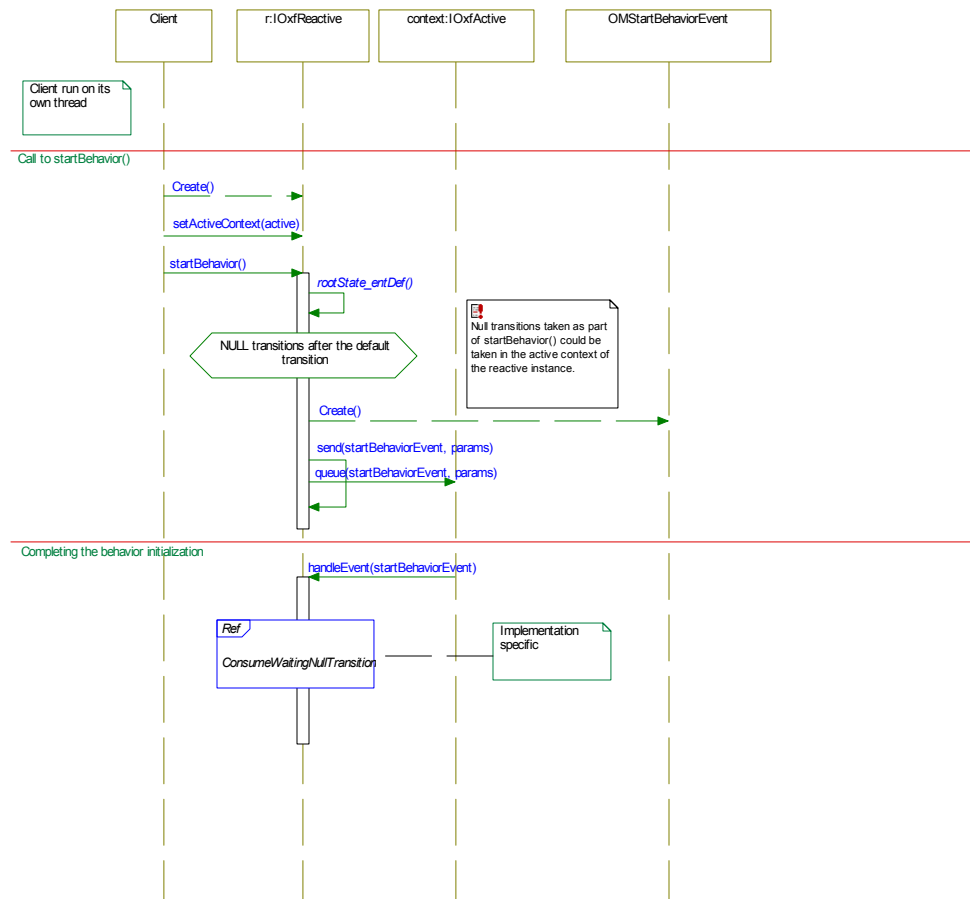 Client
r:IOxfReactive
context:IOxfActive
OMStartBehaviorEvent
Client run on its
own thread
Call to startBehavior()
Create()
setActiveContext(active)
startBehavior()
rootState_entDef()
Null transitions taken as part
of startBehavior() could be
taken in the active context of
the reactive instance.
NULL transitions after the default
transition
Create()
send(startBehaviorEvent, params)
queue(startBehaviorEvent, params)
Completing the behavior initialization
handleEvent(startBehaviorEvent)
Ref
ConsumeWaitingNullTransition
Implementation
specific